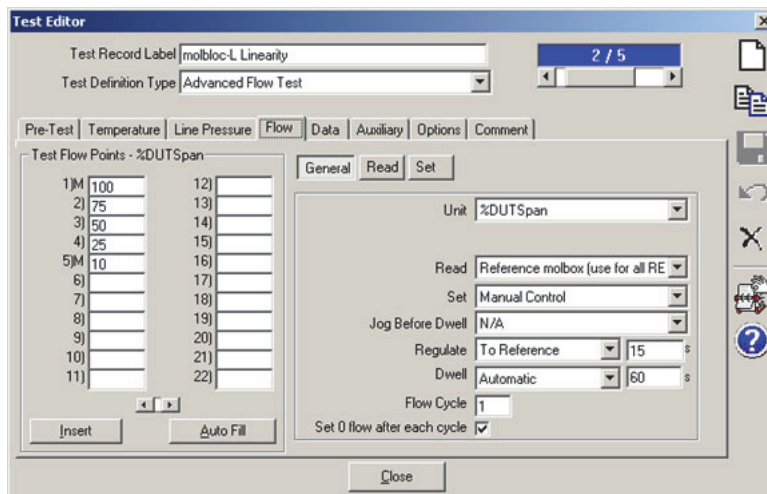 Test Editor
Test Record Label molbloc-L Linearity
2 / 5
Test Definition Type Advanced Flow Test
Pre-Test Temperature Line Pressure Flow Data Auxiliary Options Comment
Test Flow Points - %DUTSpan
General Read Set
1)M 100 12)
2) 75 13)
3) 50 14)
4) 25 15)
5)M 10 16)
6) 17)
7) 18)
8) 19)
9) 20)
10) 21)
11) 22)
Insert Auto Fill
Unit %DUTSpan
Read Reference molbox (use for all RE
Set Manual Control
Jog Before Dwell N/A
Regulate To Reference 15 s
Dwell Automatic 60 s
Flow Cycle 1
Set 0 flow after each cycle
Close